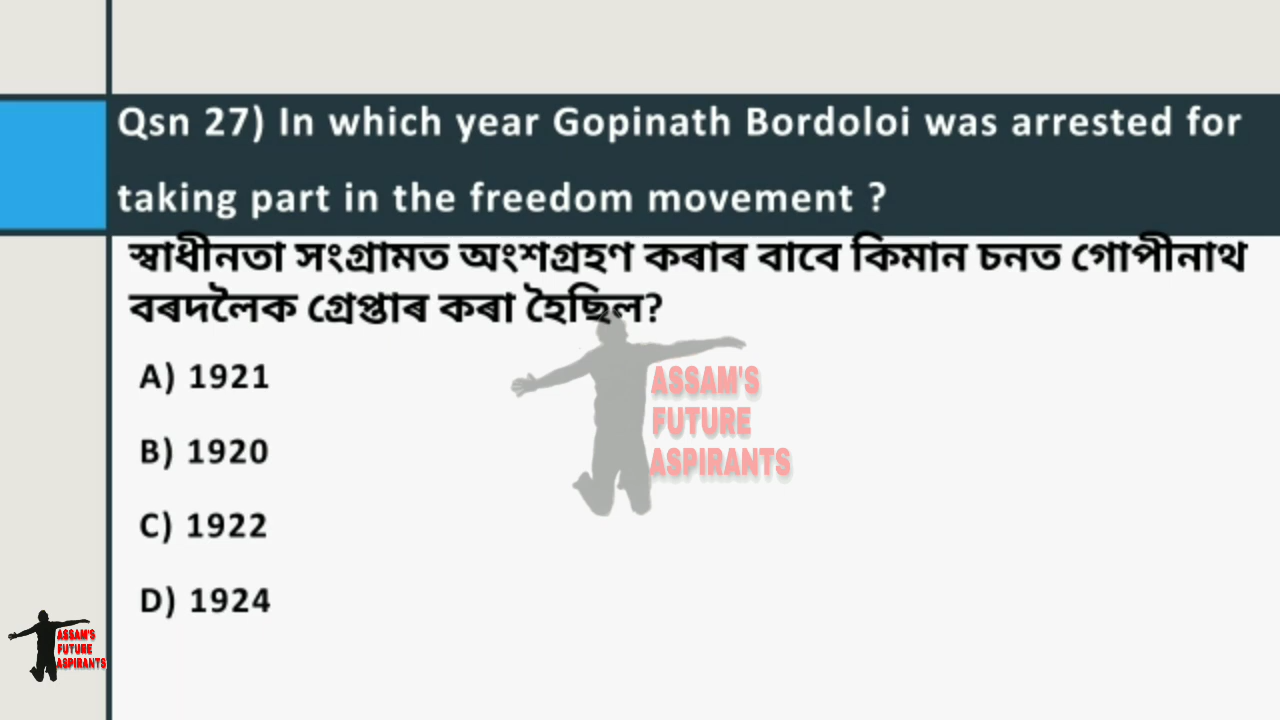 Qsn 27) In which year Gopinath Bordoloi was arrested for
taking part in the freedom movement ?
স্বাধীনতা সংগ্ৰামত অংশগ্ৰহণ কৰাৰ বাবে কিমান চনত গোপীনাথ
বৰদলৈক গ্ৰেপ্তাৰ কৰা হৈছিল?
A) 1921
B) 1920
C) 1922
D) 1924
ASSAM'S
FUTURE
ASPIRANTS
ASSAM'S
FUTURE
ASPIRANTS